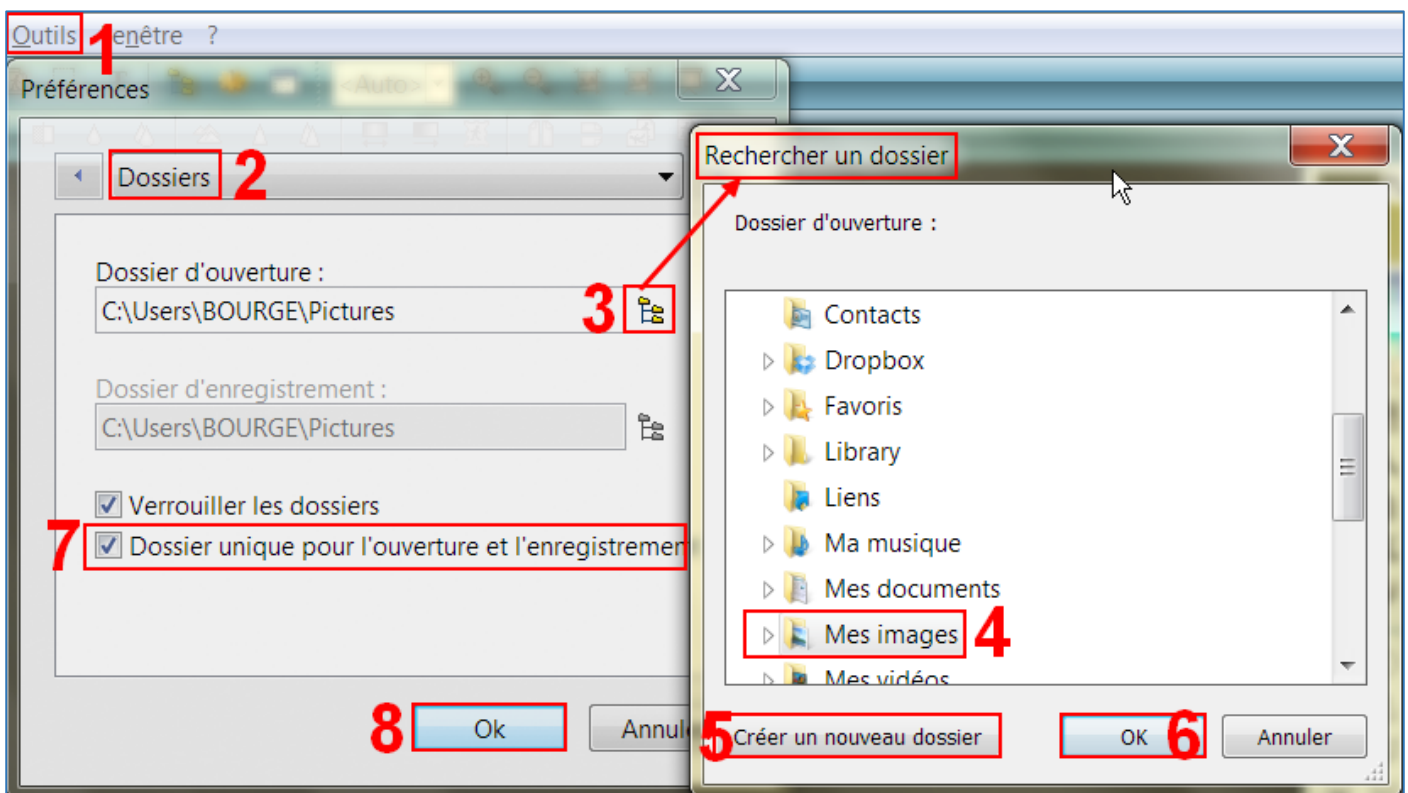 Outils 1 enêtre ?
Préférences
<Auto>
Dossiers 2
Dossier d'ouverture :
C:\Users\BOURGE\Pictures 3
Dossier d'enregistrement :
C:\Users\BOURGE\Pictures
Verrouiller les dossiers
7 Dossier unique pour l'ouverture et l'enregistremen
8 Ok Annul
Rechercher un dossier
Dossier d'ouverture :
Contacts
Dropbox
Favoris
Library
Liens
Ma musique
Mes documents
Mes images 4
Mes vidéos
5 Créer un nouveau dossier OK 6 Annuler